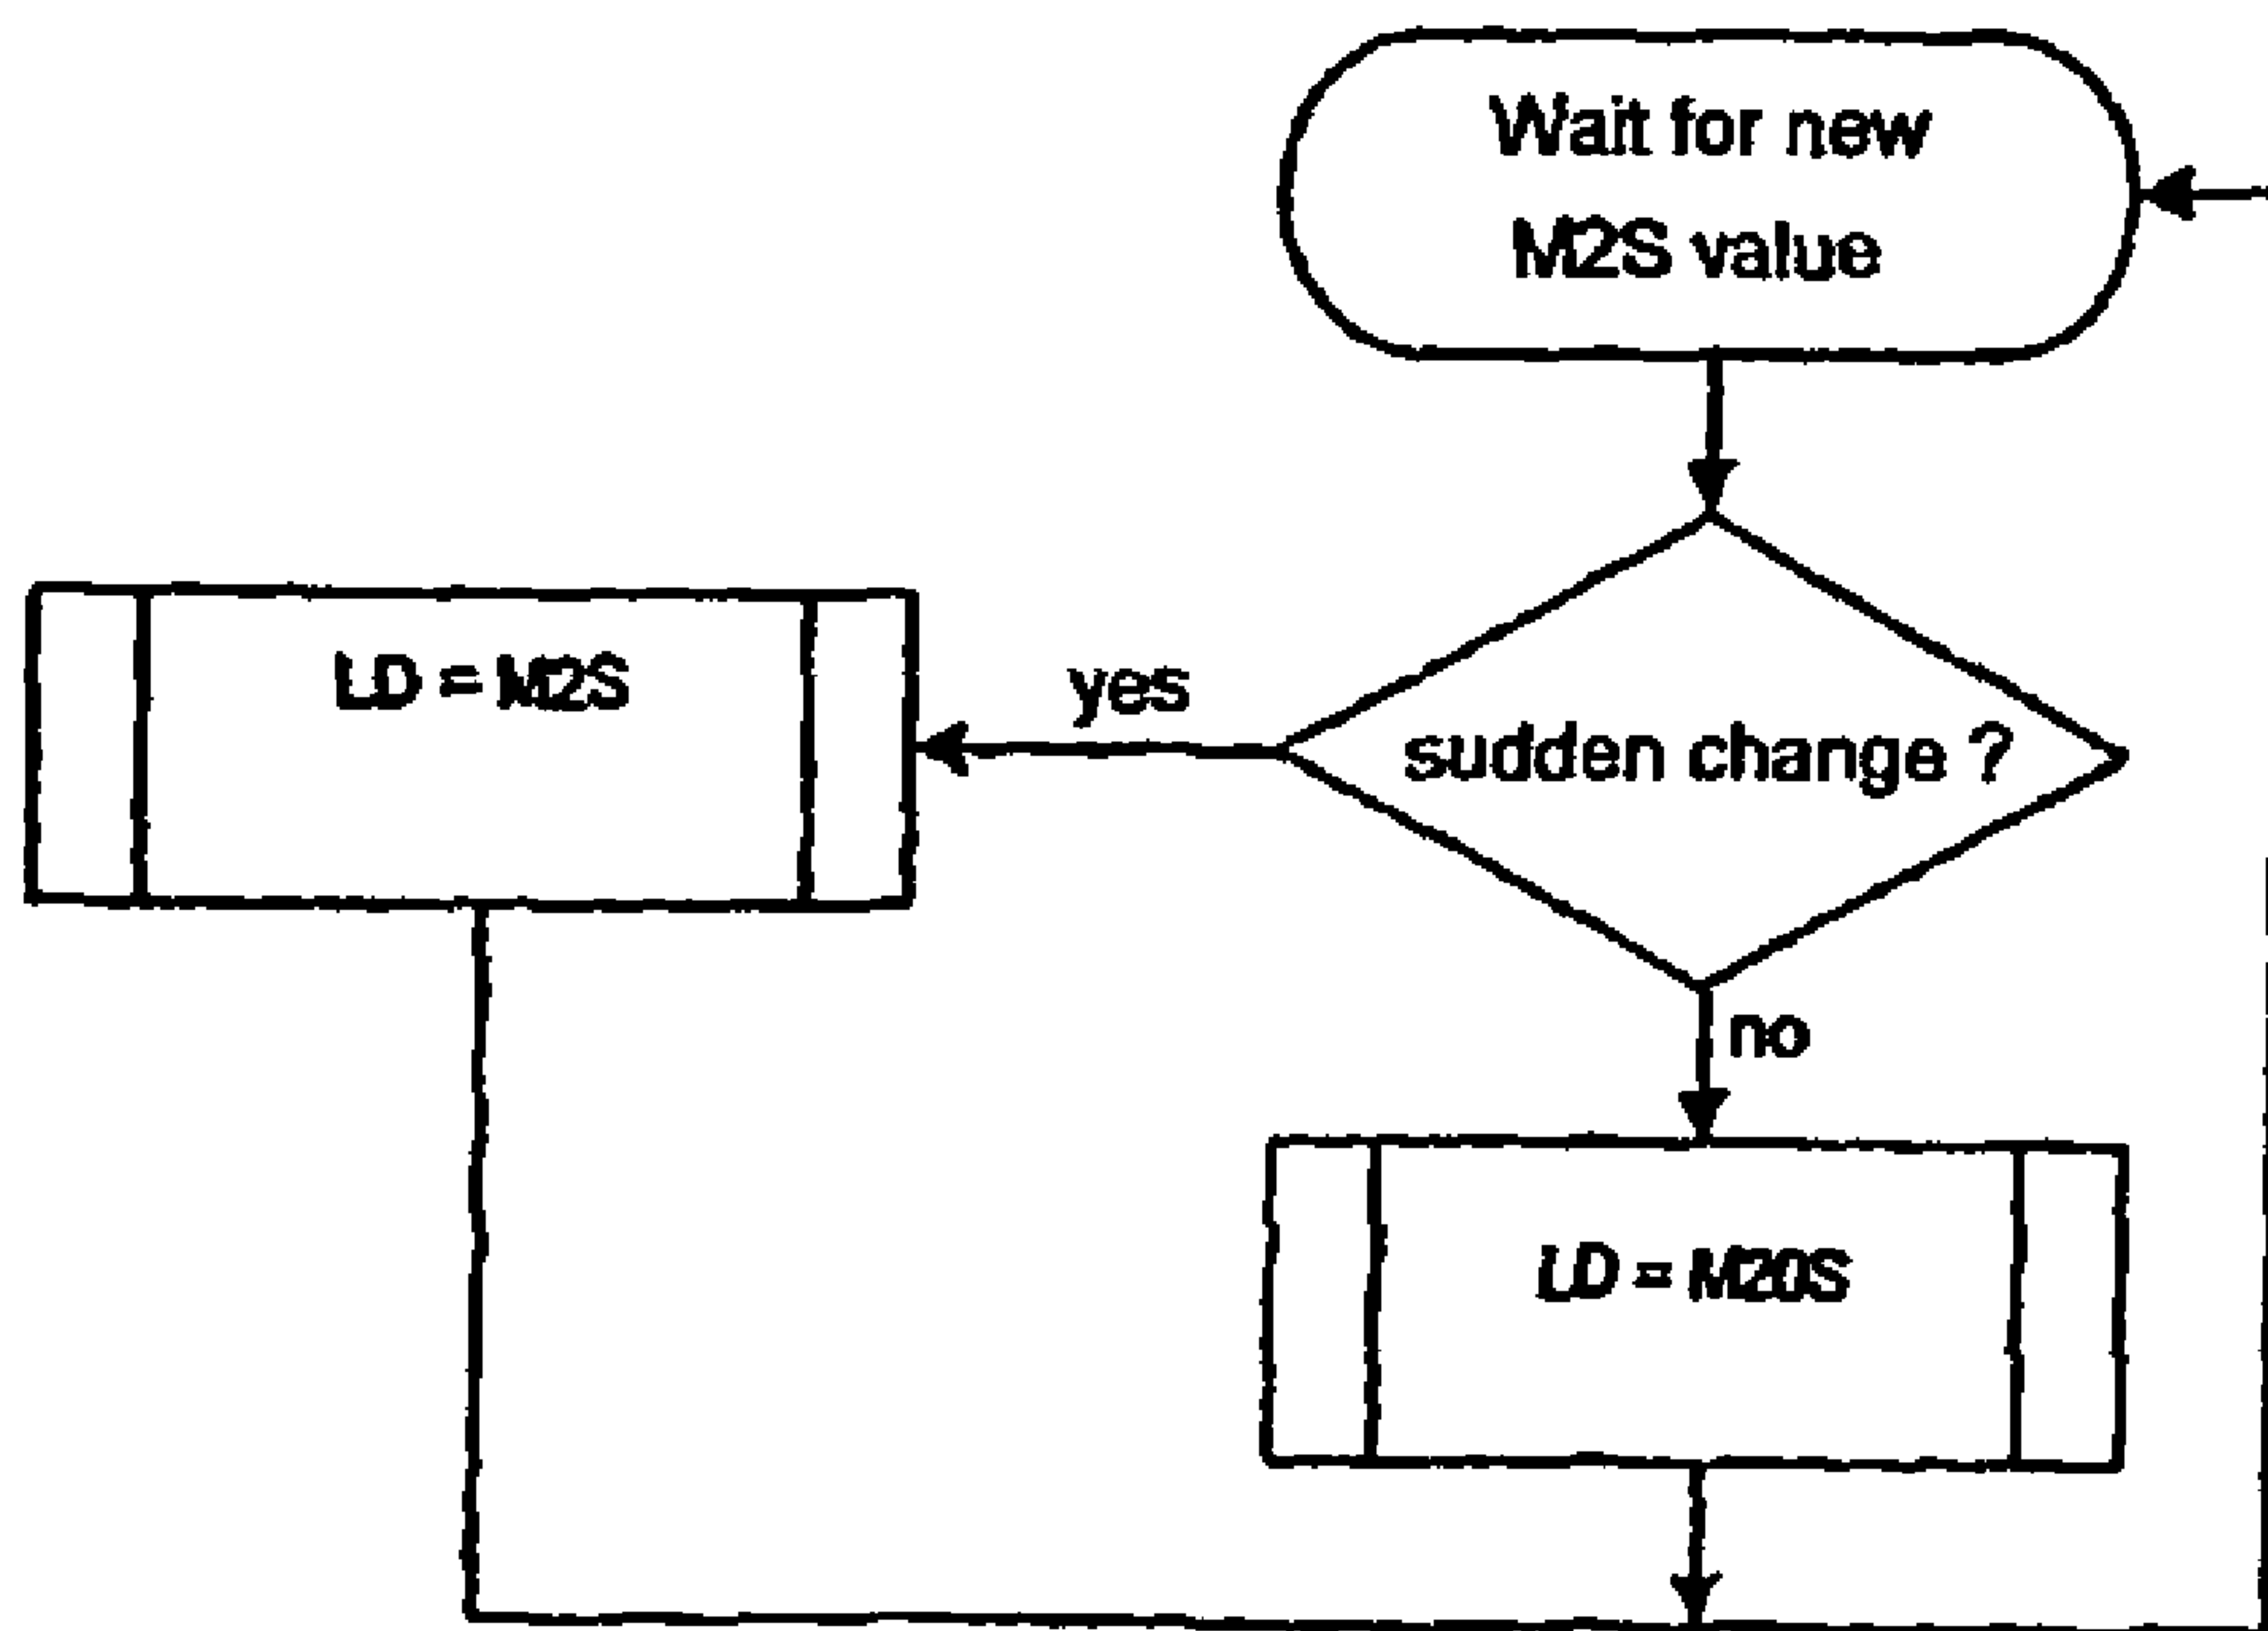 Wait for new
M2S value
sudden change ?
yes
LD = M2S
no
LD = M20S